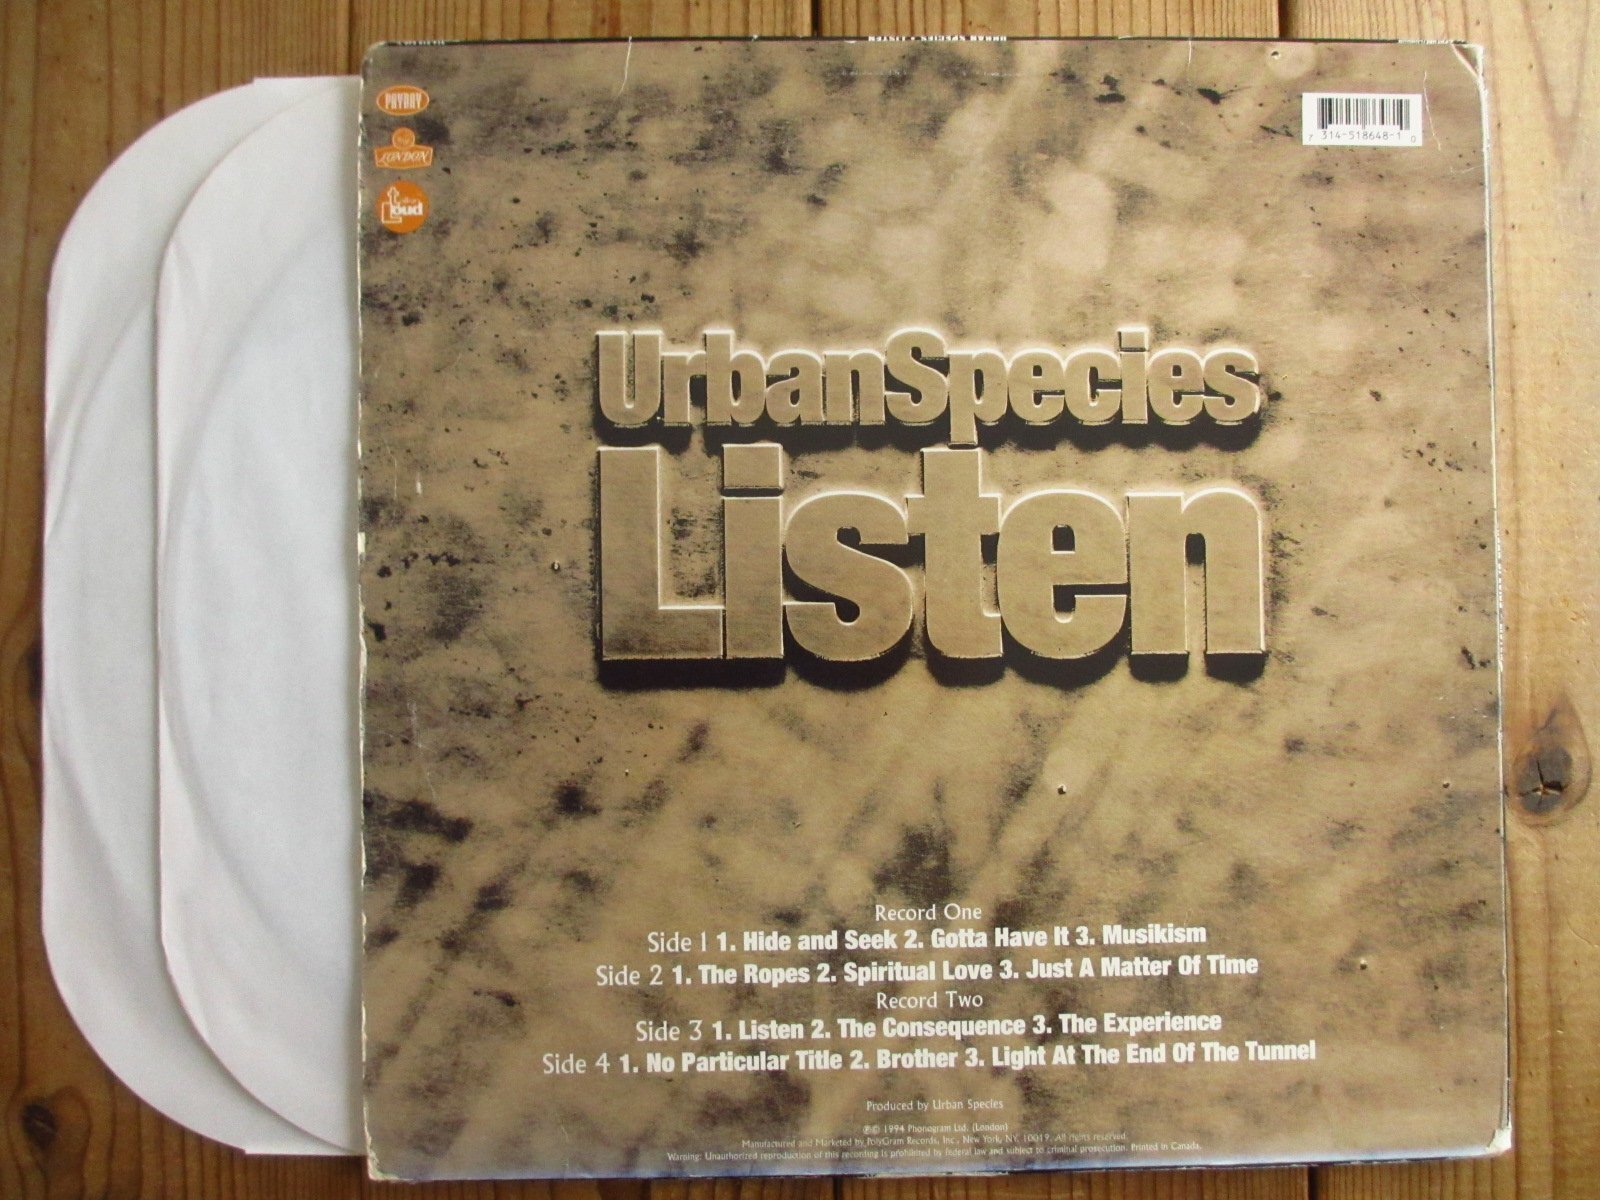 URBAN SPECIES • LISTEN
PAYDAY
LONDON
Loud
7 314-518648-1 0
UrbanSpecies
Listen
Record One
Side 1 1. Hide and Seek 2. Gotta Have It 3. Musikism
Side 2 1. The Ropes 2. Spiritual Love 3. Just A Matter Of Time
Record Two
Side 3 1. Listen 2. The Consequence 3. The Experience
Side 4 1. No Particular Title 2. Brother 3. Light At The End Of The Tunnel
Produced by Urban Species
℗© 1994 Phonogram Ltd. (London)
Manufactured and Marketed by PolyGram Records, Inc., New York, NY, 10019. All rights reserved.
Warning: Unauthorized reproduction of this recording is prohibited by federal law and subject to criminal prosecution. Printed in Canada.